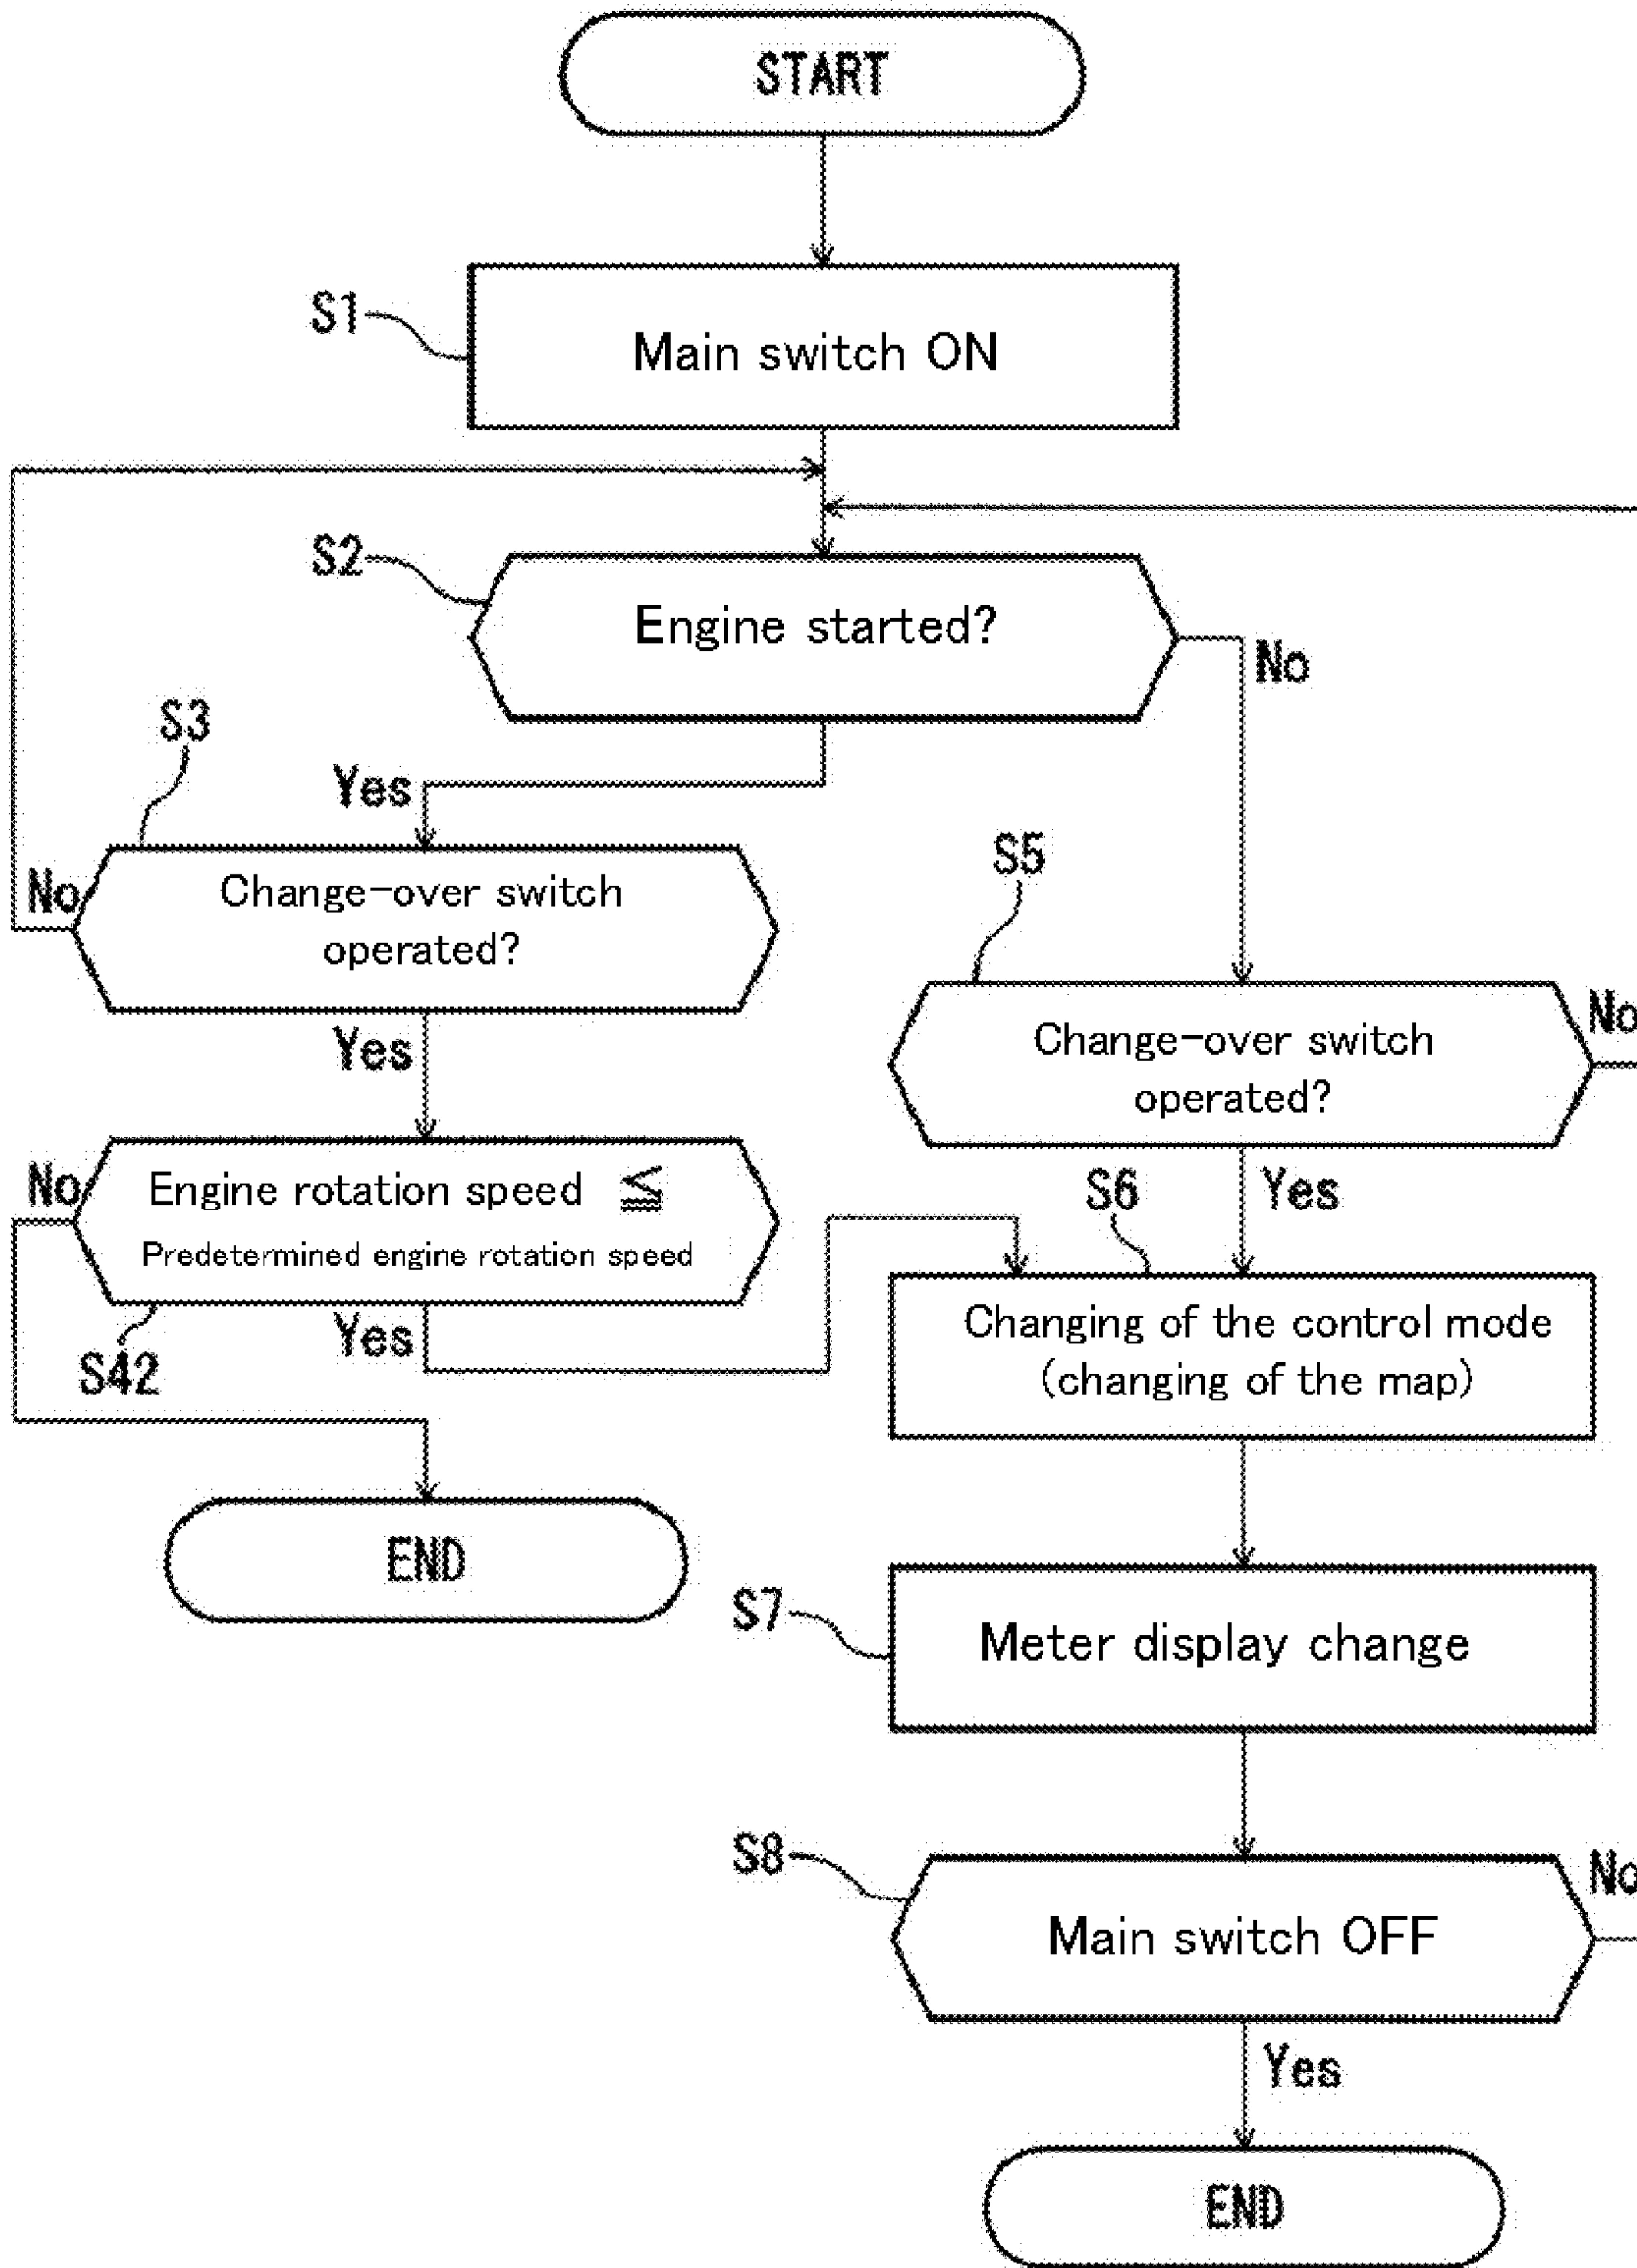 START
S1
Main switch ON
S2
Engine started?
No
S3
Yes
No
Change-over switch
operated?
S5
No
Change-over switch
operated?
Yes
No
Engine rotation speed ≦
Predetermined engine rotation speed
S6
Yes
S42
Yes
Changing of the control mode
(changing of the map)
END
S7
Meter display change
S8
No
Main switch OFF
Yes
END